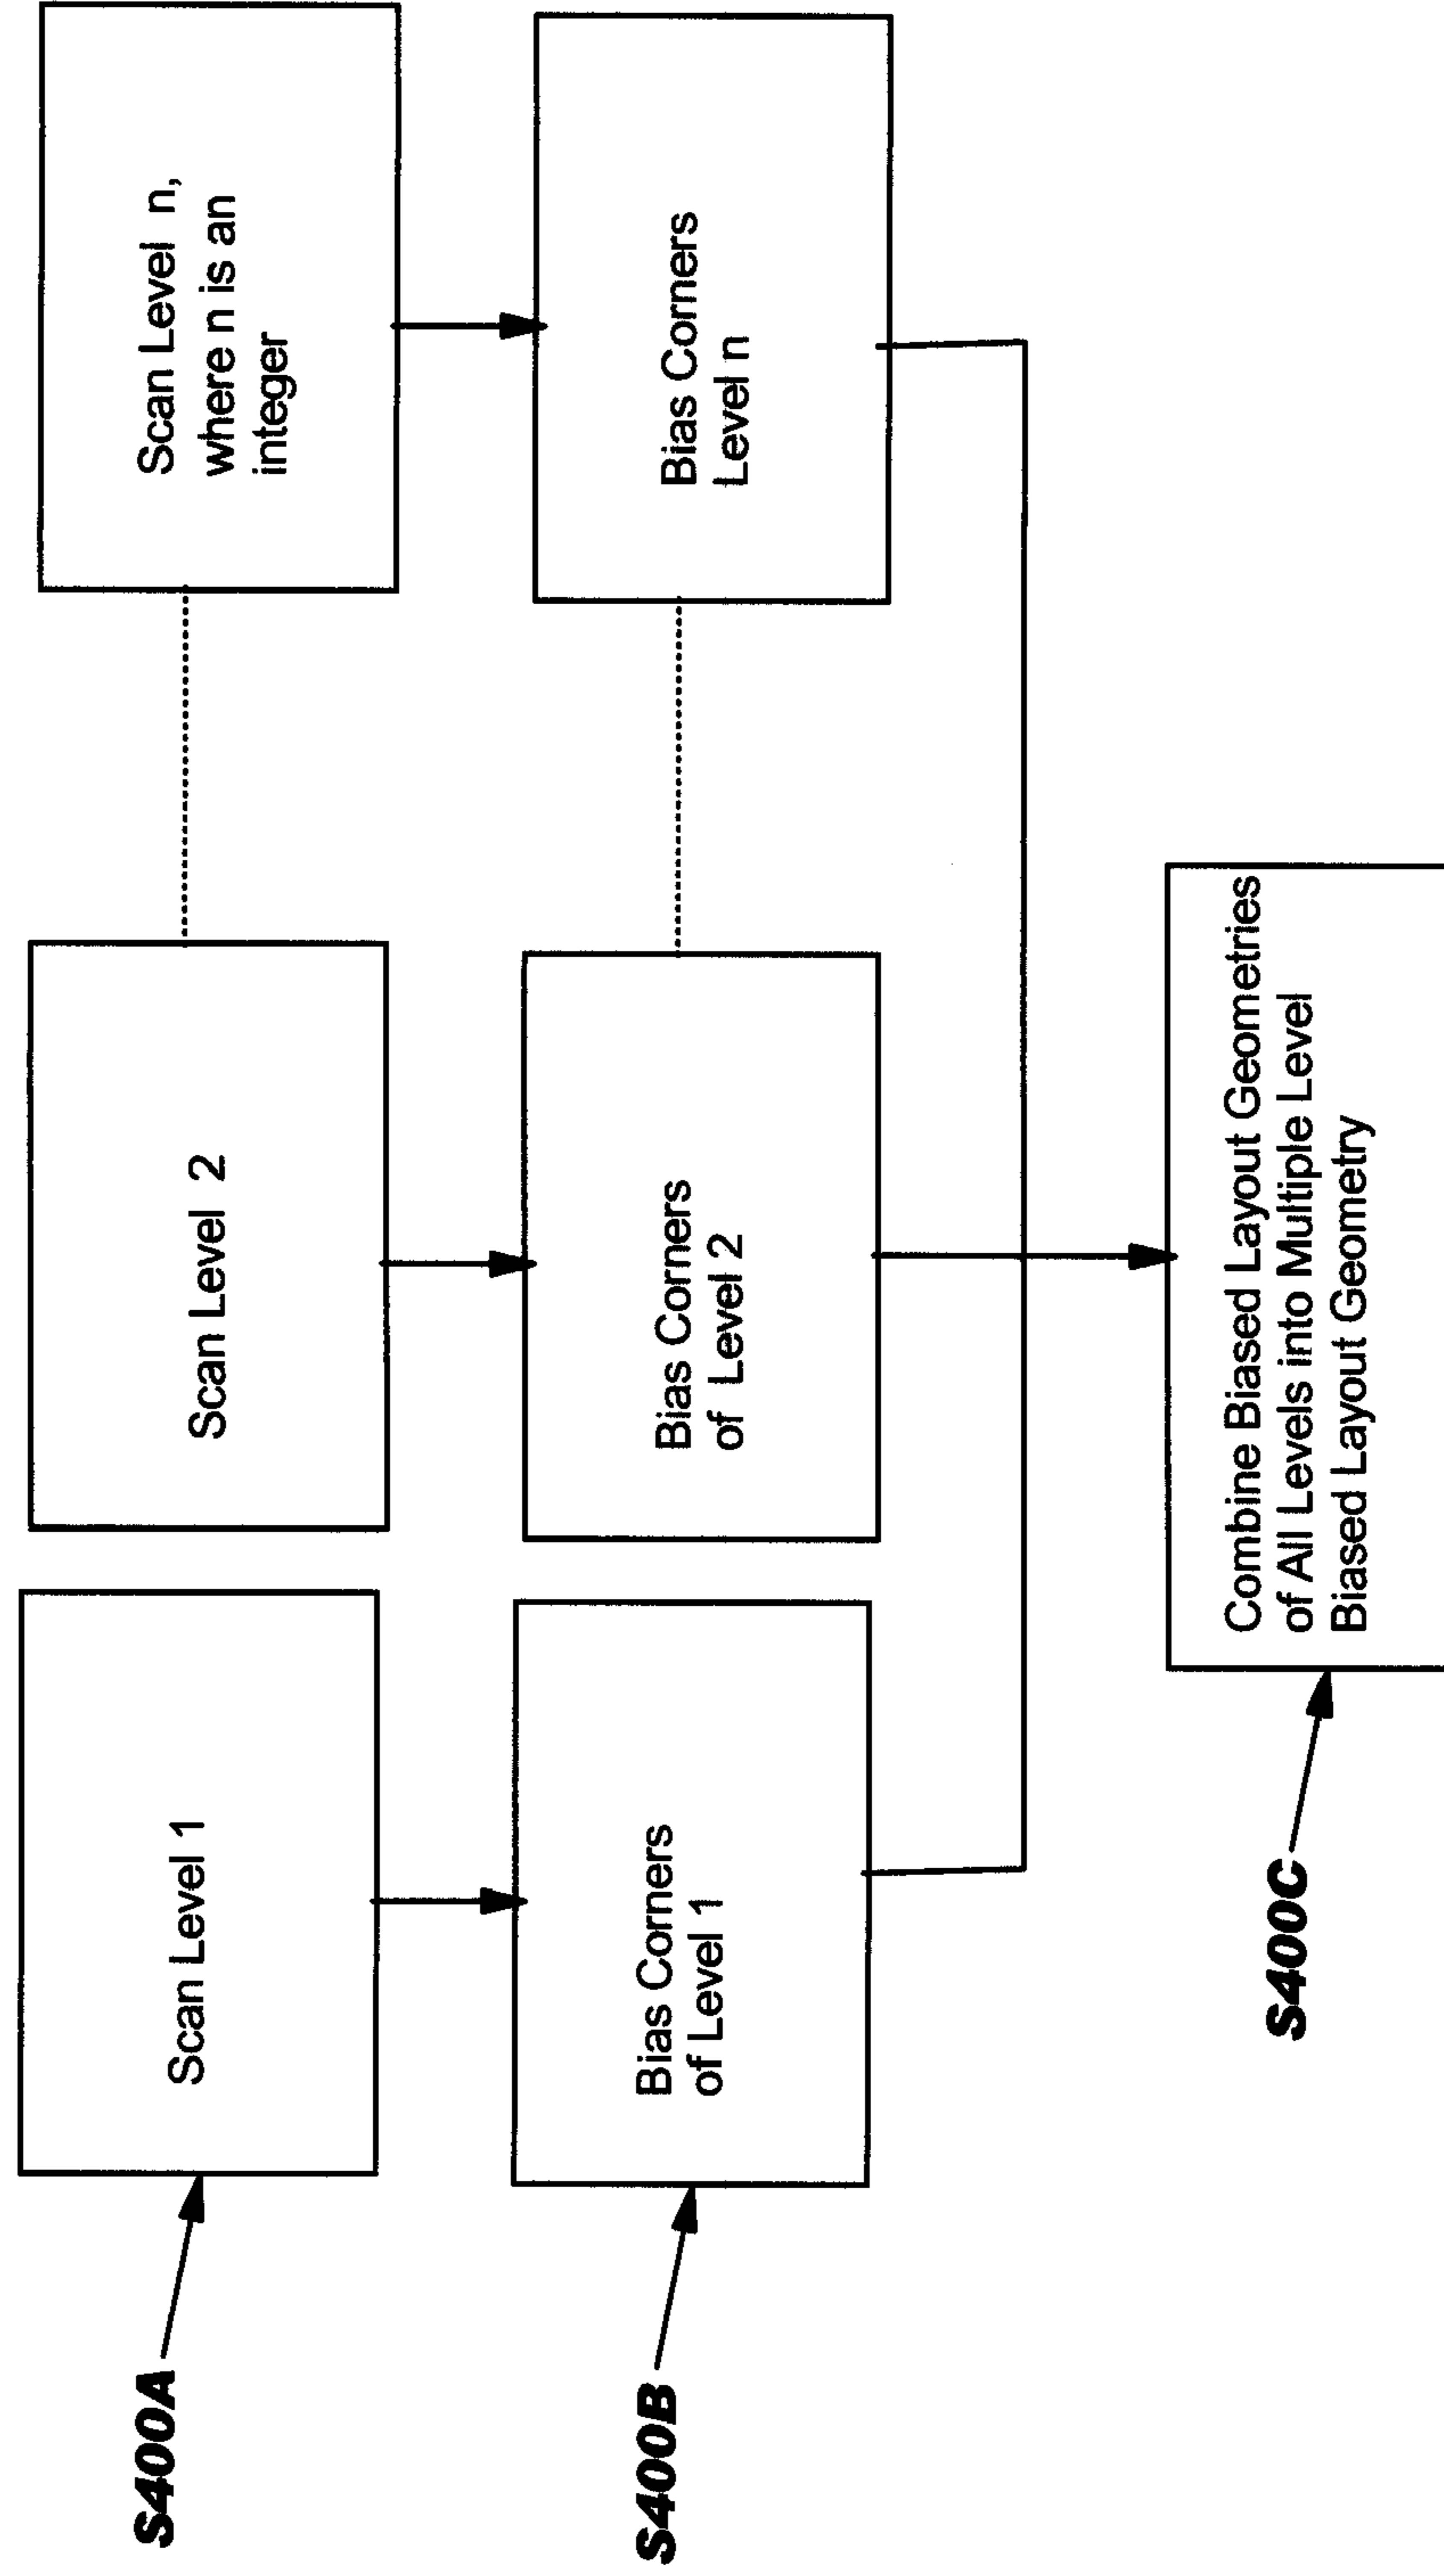 S400A
Scan Level 1
Scan Level 2
Scan Level n,
where n is an
integer
S400B
Bias Corners
of Level 1
Bias Corners
of Level 2
Bias Corners
Level n
S400C
Combine Biased Layout Geometries
of All Levels into Multiple Level
Biased Layout Geometry